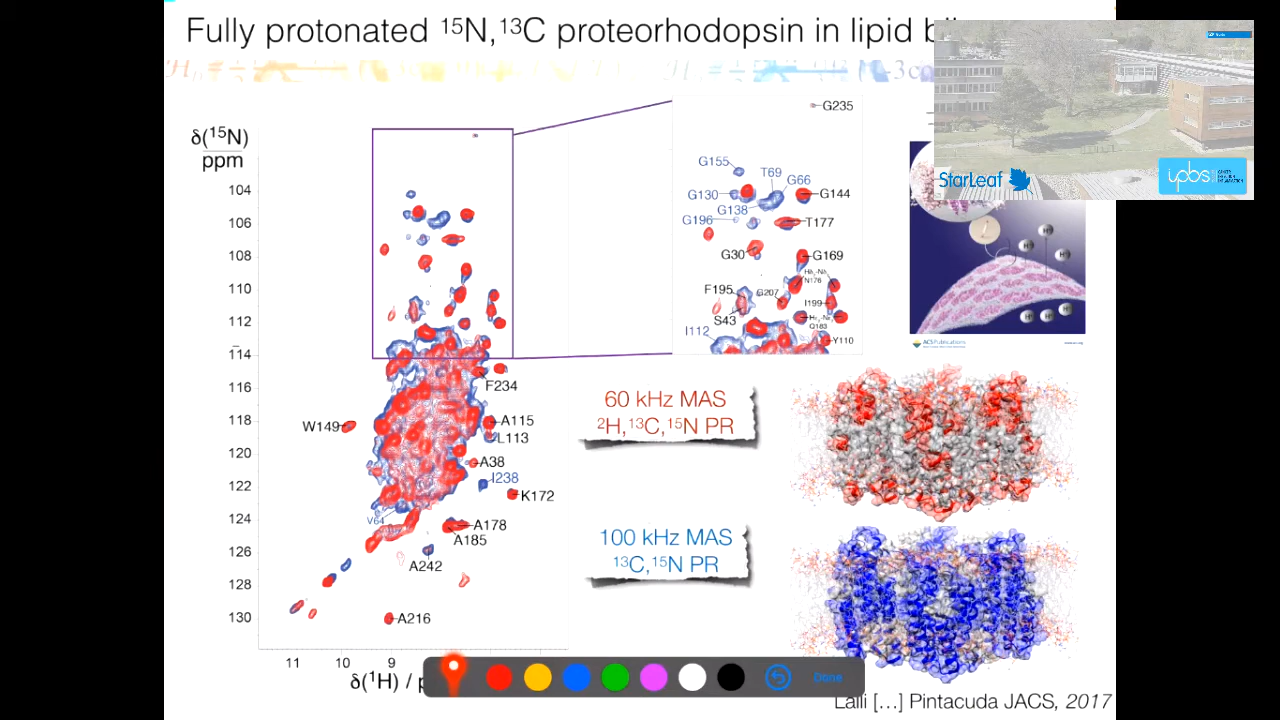 Fully protonated ¹⁵N,¹³C proteorhodopsin in lipid
StarLeaf
ipbs
δ(¹⁵N)
ppm
104
106
108
110
112
114
116
118
120
122
124
126
128
130
11
10
9
δ(¹H) / p
W149
F234
A115
L113
A38
I238
K172
V64
A178
A185
A242
A216
G235
G155
T69
G66
G130
G144
G138
G196
T177
G30
G169
N176
F195
G207
I199
S43
Q183
I112
Y110
H⁺
ACS Publications
60 kHz MAS
²H,¹³C,¹⁵N PR
100 kHz MAS
¹³C,¹⁵N PR
Done
Lalli [...] Pintacuda JACS, 2017